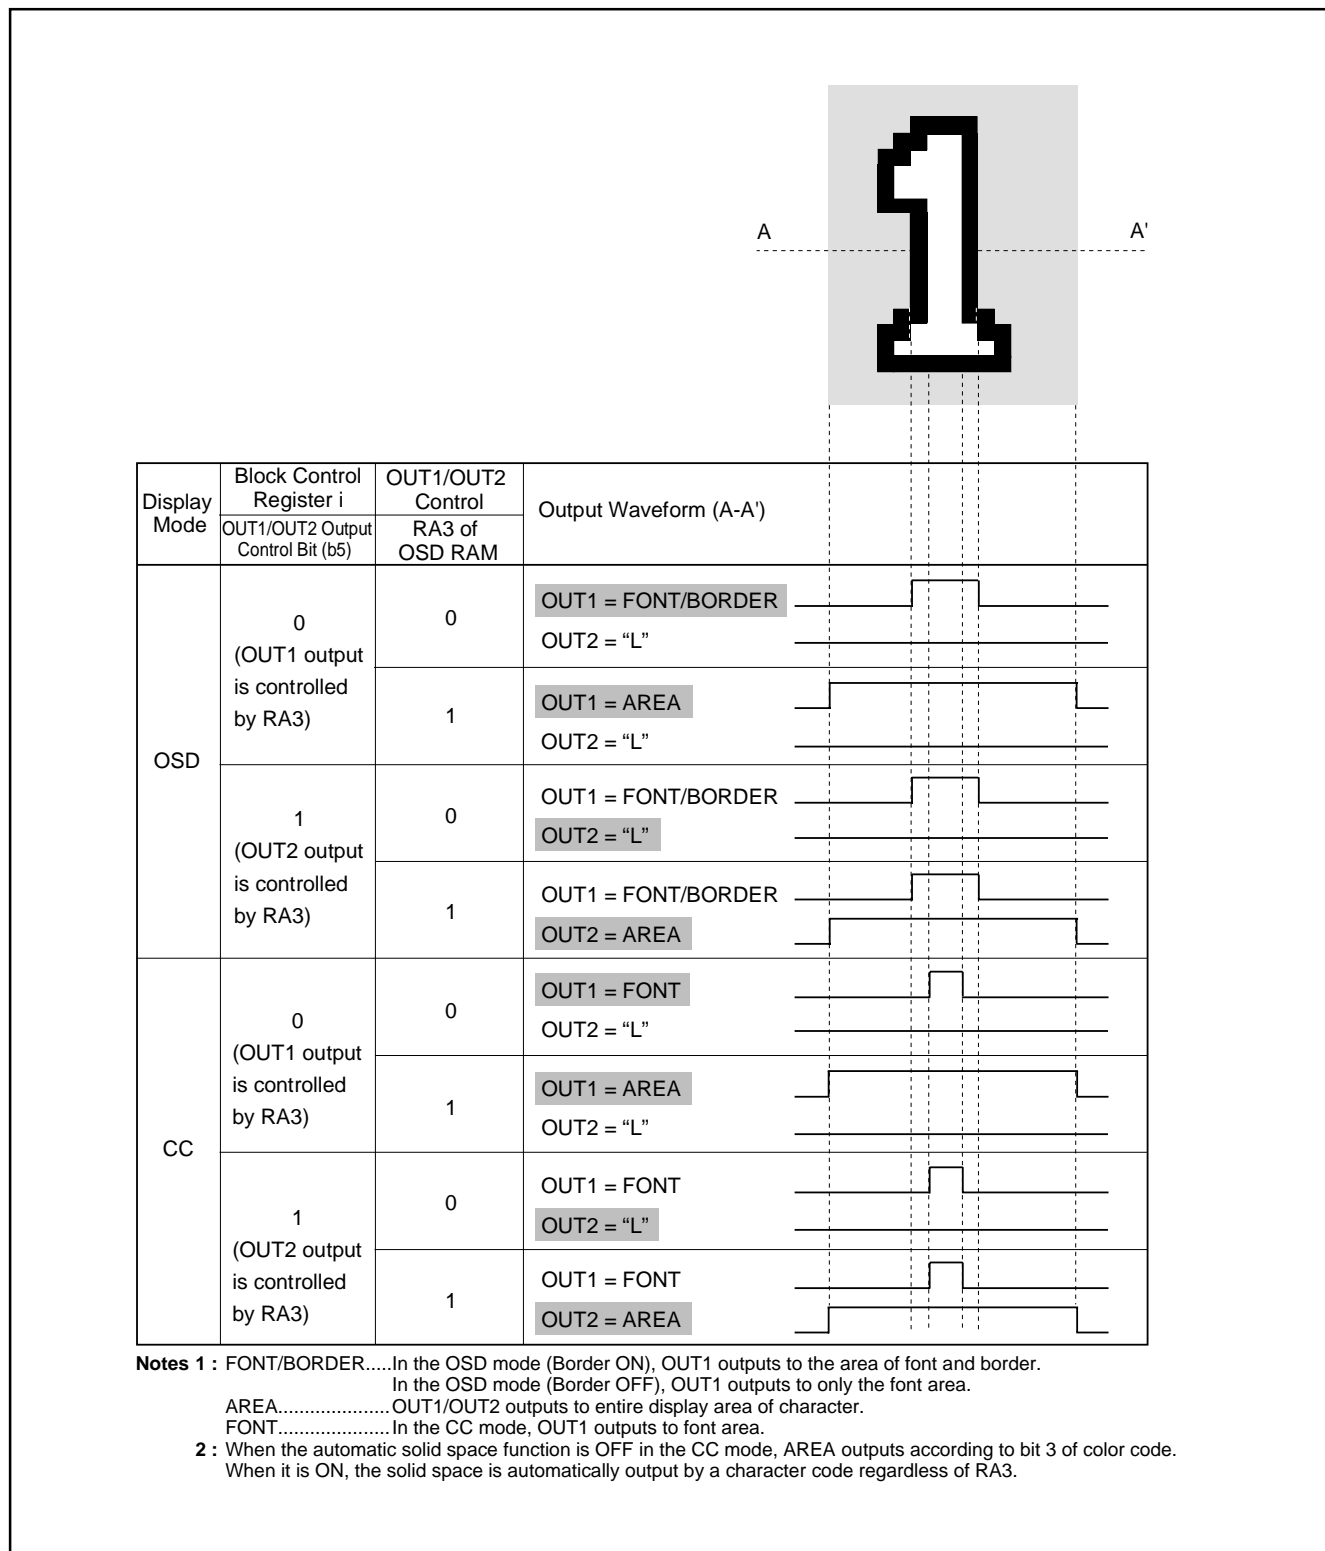 A A'
Display Mode
Block Control Register i
OUT1/OUT2 Control
Output Waveform (A-A')
OUT1/OUT2 Output Control Bit (b5)
RA3 of OSD RAM
OSD
0
(OUT1 output
is controlled
by RA3)
0
OUT1 = FONT/BORDER
OUT2 = “L”
1
OUT1 = AREA
OUT2 = “L”
1
(OUT2 output
is controlled
by RA3)
0
OUT1 = FONT/BORDER
OUT2 = “L”
1
OUT1 = FONT/BORDER
OUT2 = AREA
CC
0
(OUT1 output
is controlled
by RA3)
0
OUT1 = FONT
OUT2 = “L”
1
OUT1 = AREA
OUT2 = “L”
1
(OUT2 output
is controlled
by RA3)
0
OUT1 = FONT
OUT2 = “L”
1
OUT1 = FONT
OUT2 = AREA
Notes 1 : FONT/BORDER.....In the OSD mode (Border ON), OUT1 outputs to the area of font and border.
In the OSD mode (Border OFF), OUT1 outputs to only the font area.
AREA.....................OUT1/OUT2 outputs to entire display area of character.
FONT.....................In the CC mode, OUT1 outputs to font area.
2 : When the automatic solid space function is OFF in the CC mode, AREA outputs according to bit 3 of color code.
When it is ON, the solid space is automatically output by a character code regardless of RA3.